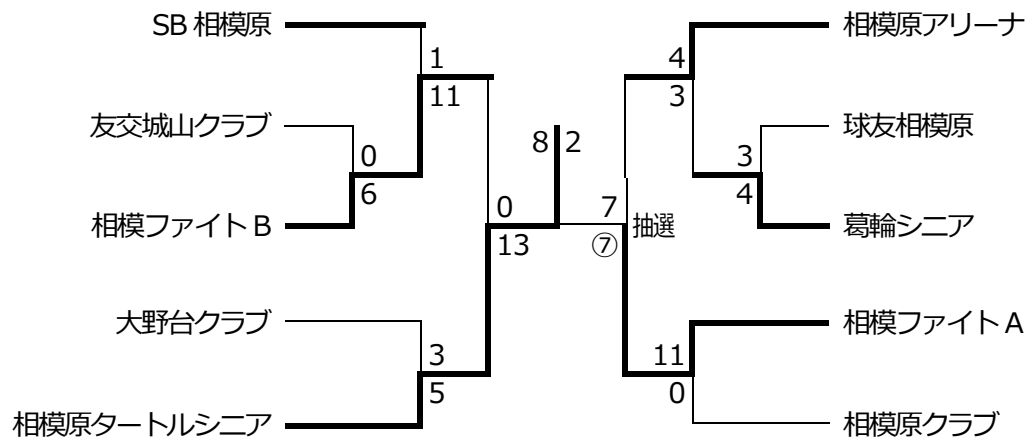 SB 相模原
相模原アリーナ
1
4
11
3
友交城山クラブ
球友相模原
8 2
0
3
6
4
相模ファイト B
0
7
抽選
葛輪シニア
13
⑦
大野台クラブ
相模ファイト A
3
11
5
0
相模原タートルシニア
相模原クラブ